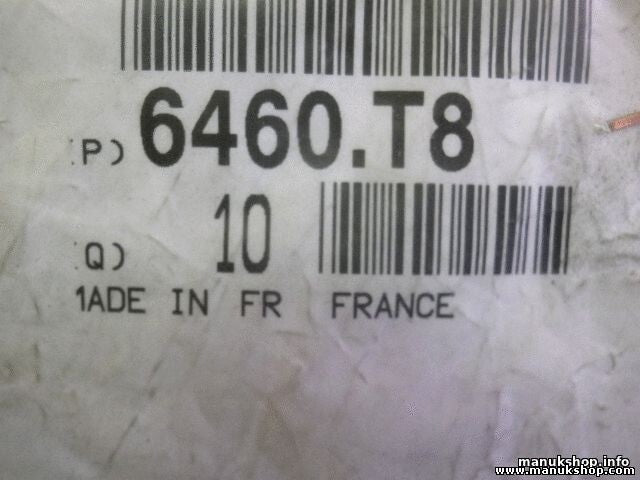 (P) 6460.T8
(Q) 10
1ADE IN FR FRANCE
manukshop.info
www.manukshop.com